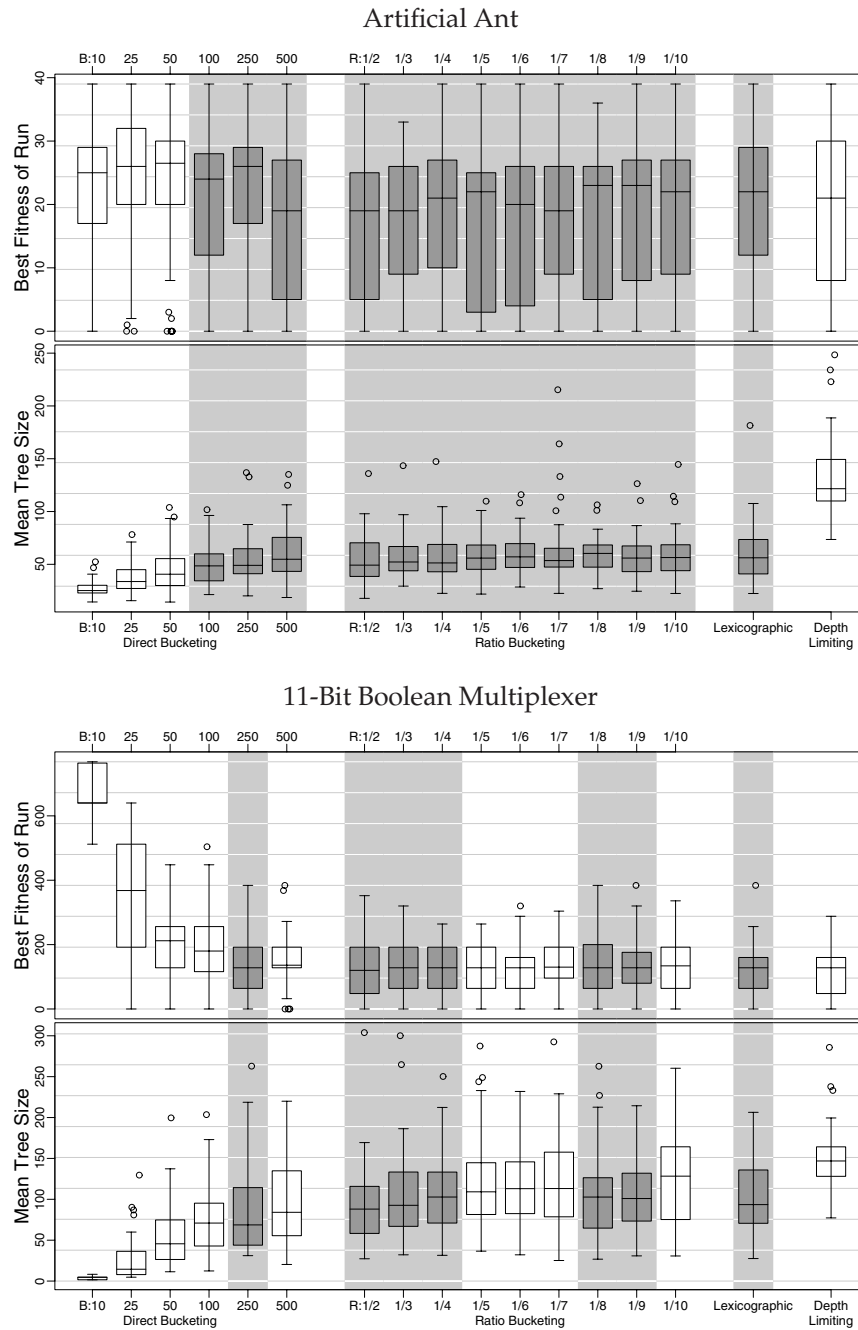 Artificial Ant
B:10 25 50 100 250 500 R:1/2 1/3 1/4 1/5 1/6 1/7 1/8 1/9 1/10
Best Fitness of Run
40
30
20
10
0
Mean Tree Size
250
200
150
100
50
B:10 25 50 100 250 500 R:1/2 1/3 1/4 1/5 1/6 1/7 1/8 1/9 1/10 Lexicographic Depth
Direct Bucketing Ratio Bucketing Limiting
11-Bit Boolean Multiplexer
B:10 25 50 100 250 500 R:1/2 1/3 1/4 1/5 1/6 1/7 1/8 1/9 1/10
Best Fitness of Run
600
400
200
0
Mean Tree Size
300
250
200
150
100
50
0
B:10 25 50 100 250 500 R:1/2 1/3 1/4 1/5 1/6 1/7 1/8 1/9 1/10 Lexicographic Depth
Direct Bucketing Ratio Bucketing Limiting